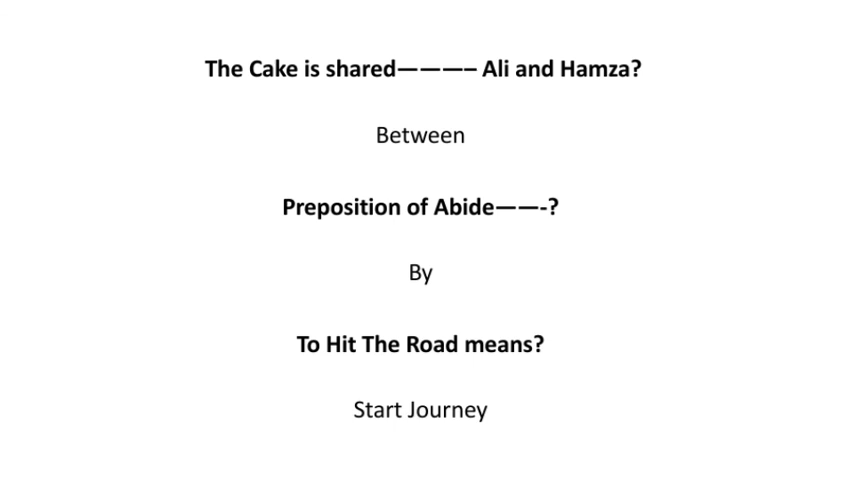 The Cake is shared———– Ali and Hamza?
Between
Preposition of Abide——-?
By
To Hit The Road means?
Start Journey